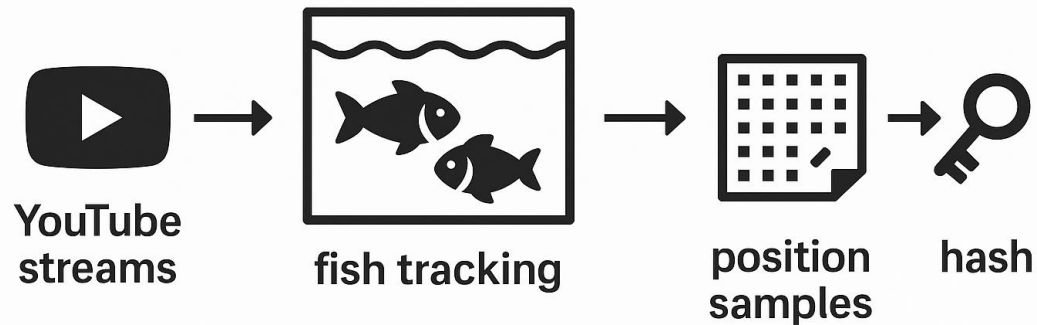 YouTube
streams
fish tracking
position
samples
hash